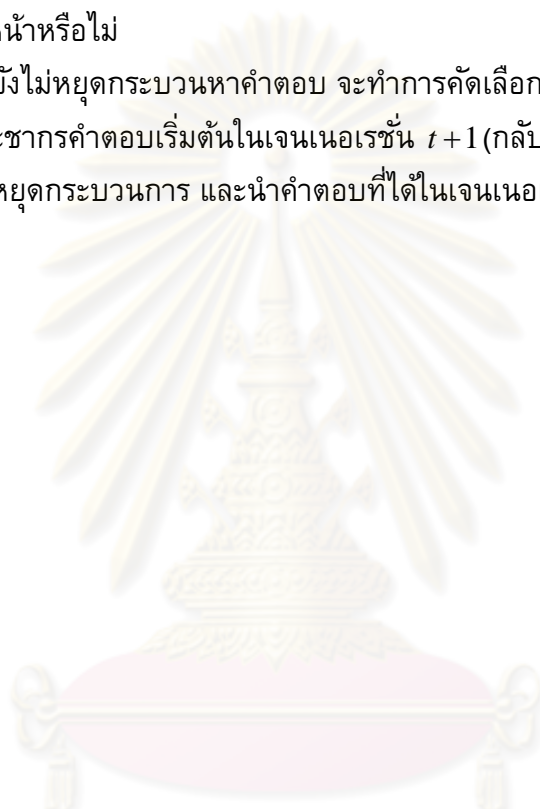 น้าหรือไม่
ยังไม่หยุดกระบวนหาคำตอบ จะทำการคัดเลือก
ะชากรคำตอบเริ่มต้นในเจนเนอเรชั่น t+1(กลับ
หยุดกระบวนการ และนำคำตอบที่ได้ในเจนเนอ